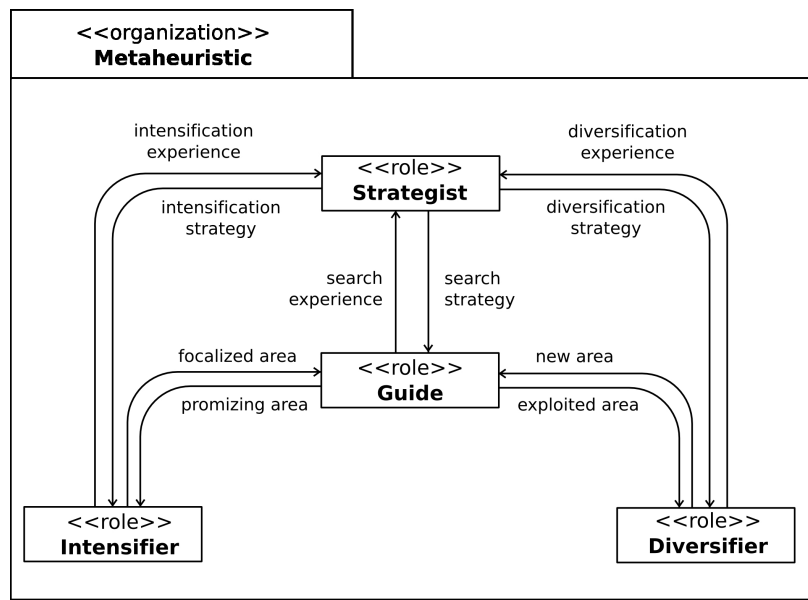 <<organization>>
Metaheuristic
intensification
experience
diversification
experience
<<role>>
Strategist
intensification
strategy
diversification
strategy
search
experience
search
strategy
focalized area
<<role>>
Guide
new area
promizing area
exploited area
<<role>>
Intensifier
<<role>>
Diversifier